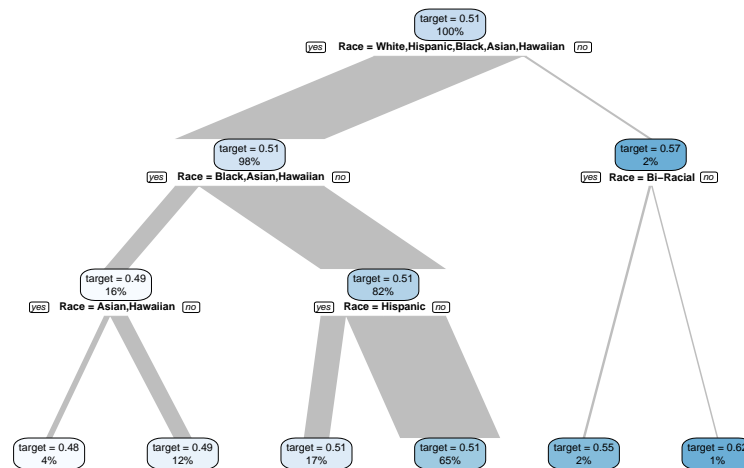 target = 0.51
100%
yes Race = White,Hispanic,Black,Asian,Hawaiian no
target = 0.51
98%
yes Race = Black,Asian,Hawaiian no
target = 0.57
2%
yes Race = Bi−Racial no
target = 0.49
16%
yes Race = Asian,Hawaiian no
target = 0.51
82%
yes Race = Hispanic no
target = 0.48
4%
target = 0.49
12%
target = 0.51
17%
target = 0.51
65%
target = 0.55
2%
target = 0.62
1%